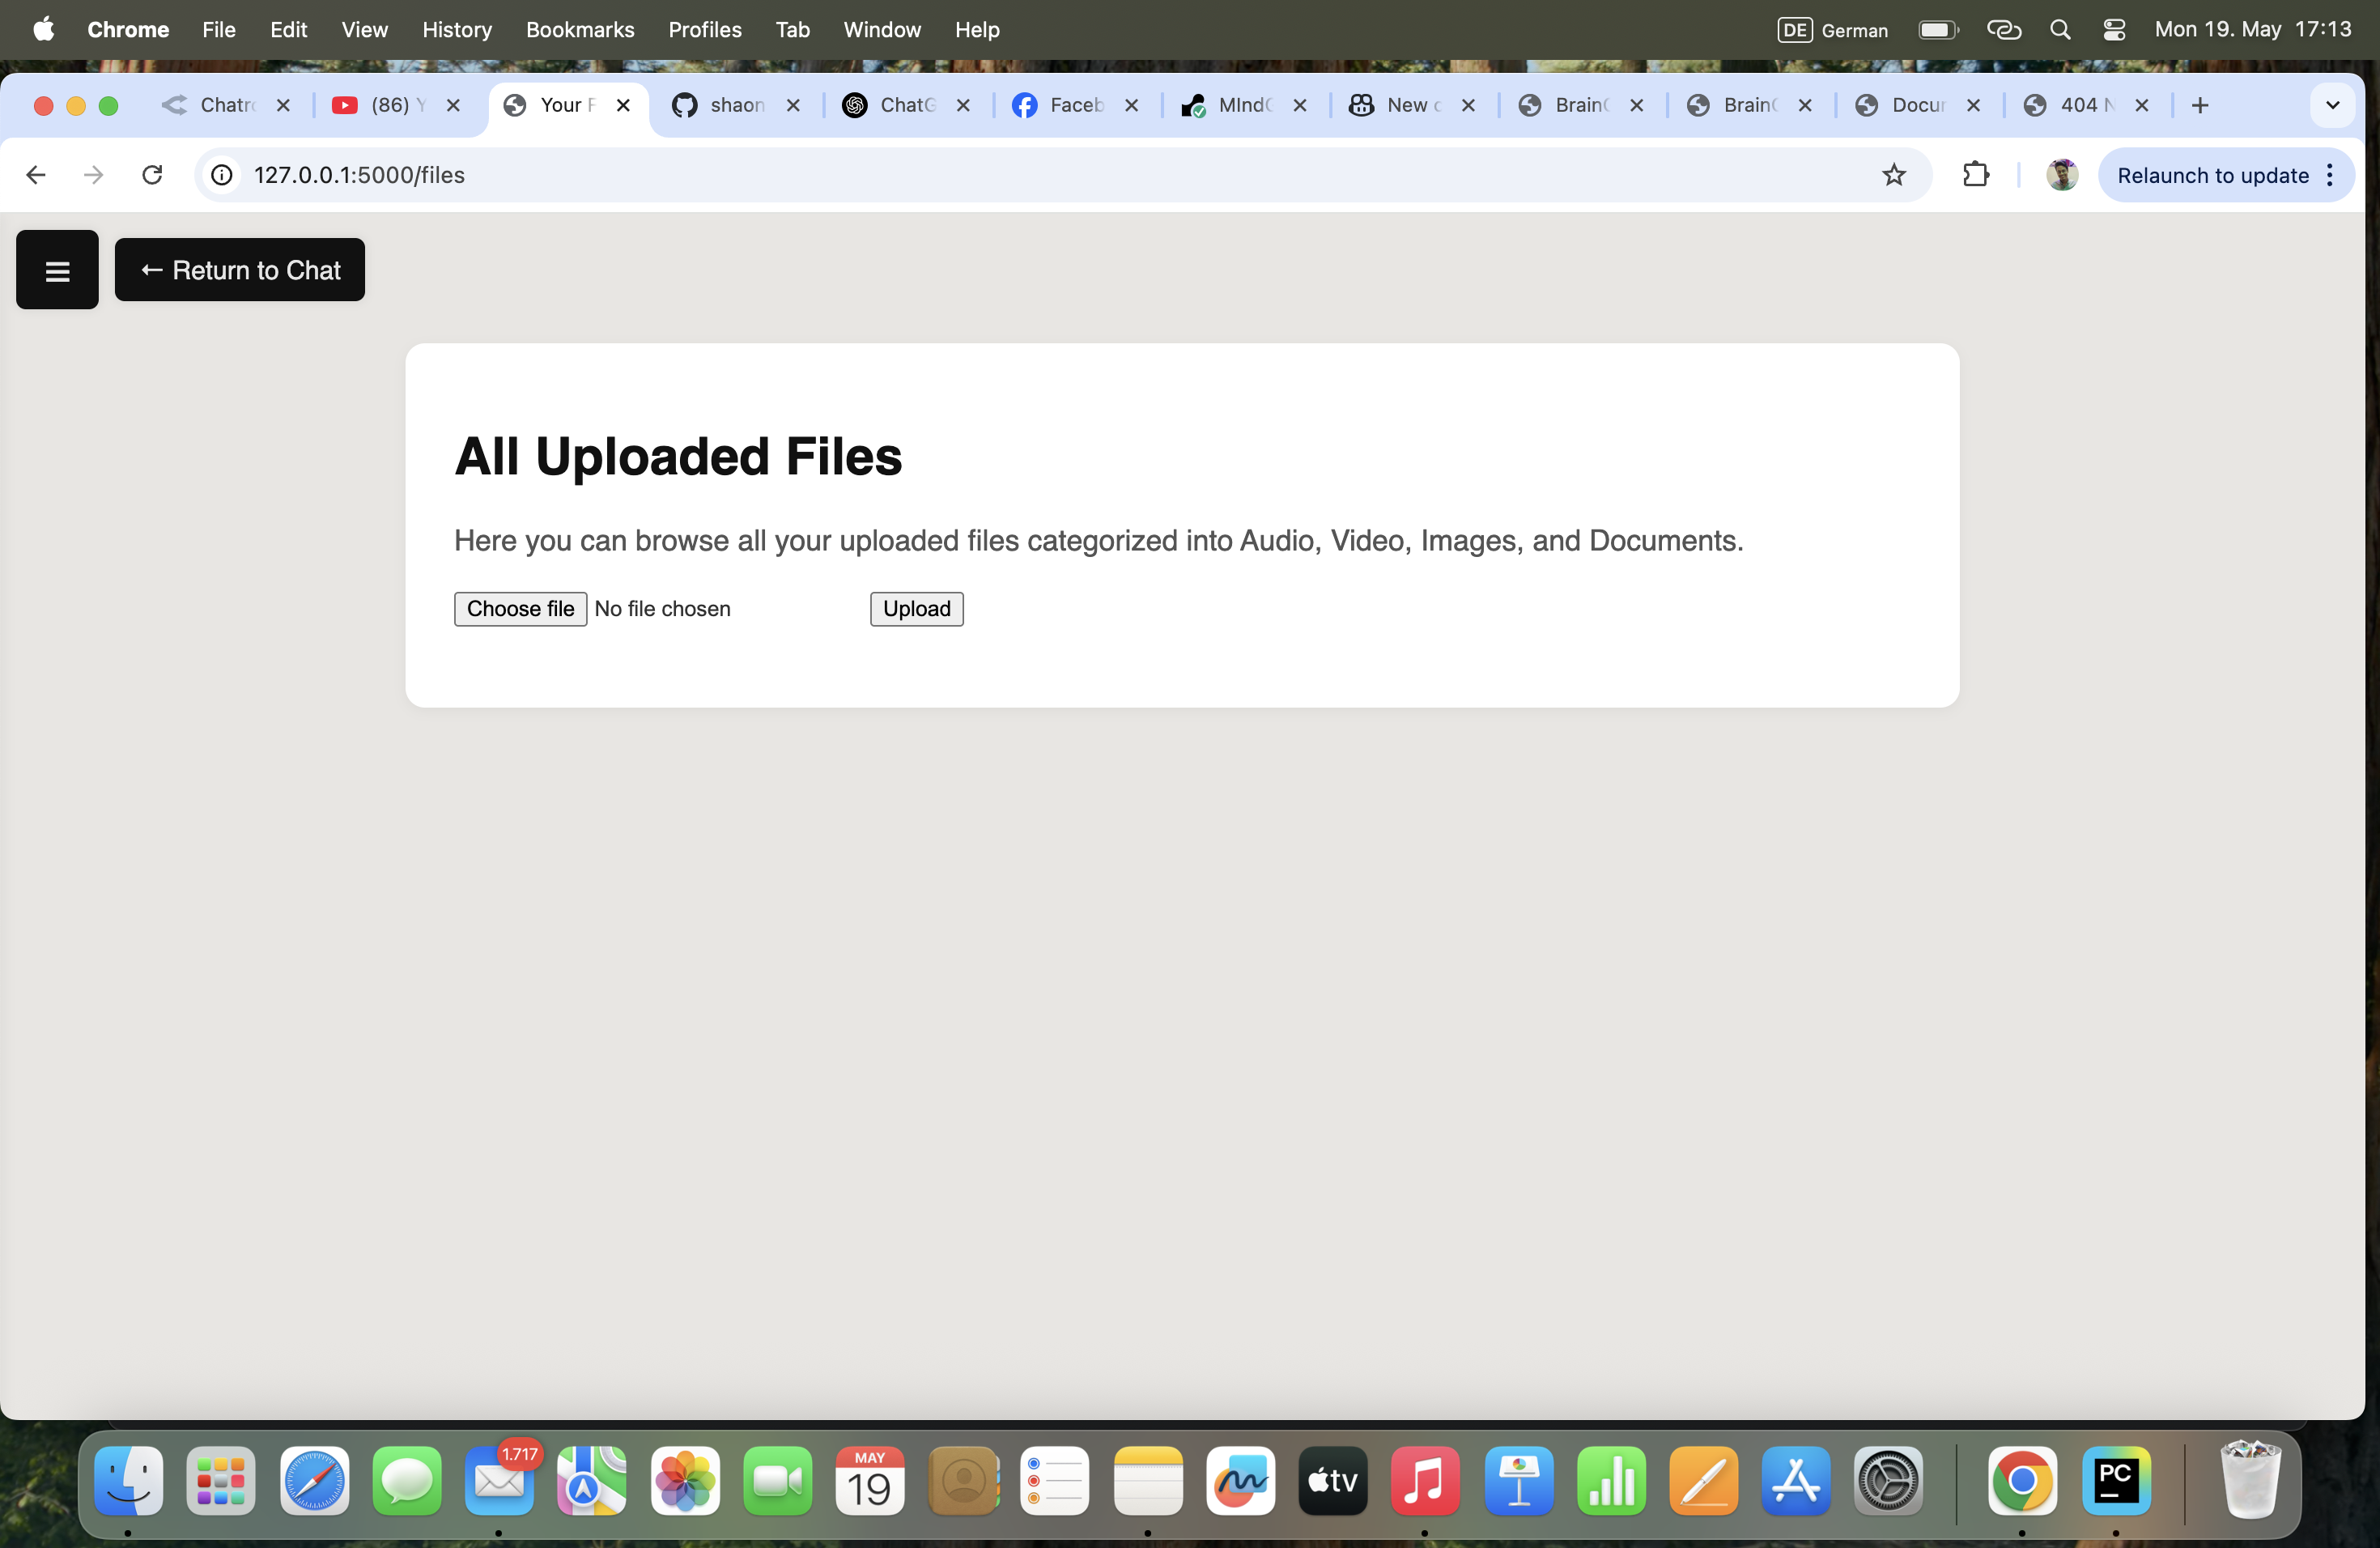 Chrome File Edit View History Bookmarks Profiles Tab Window Help DE German Mon 19. May 17:13
Chatr (86) Y Your F shaon ChatG Faceb MIndC New c Brain Brain Docur 404 N
127.0.0.1:5000/files Relaunch to update
← Return to Chat
All Uploaded Files
Here you can browse all your uploaded files categorized into Audio, Video, Images, and Documents.
Choose file No file chosen Upload
1.717
MAY
19
tv
PC